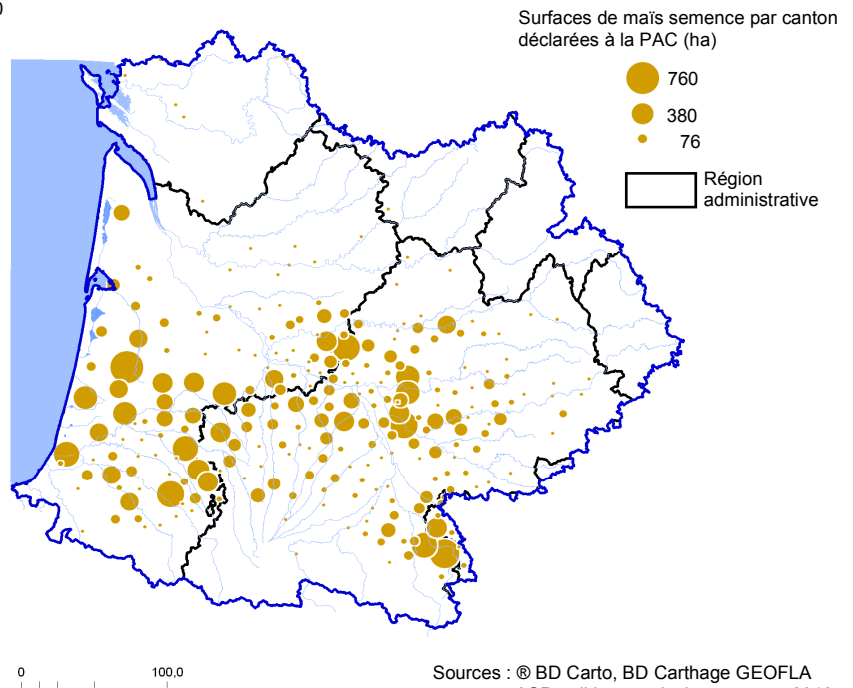 0
Surfaces de maïs semence par canton
déclarées à la PAC (ha)
760
380
76
Région
administrative
0 100,0
Sources : ® BD Carto, BD Carthage GEOFLA